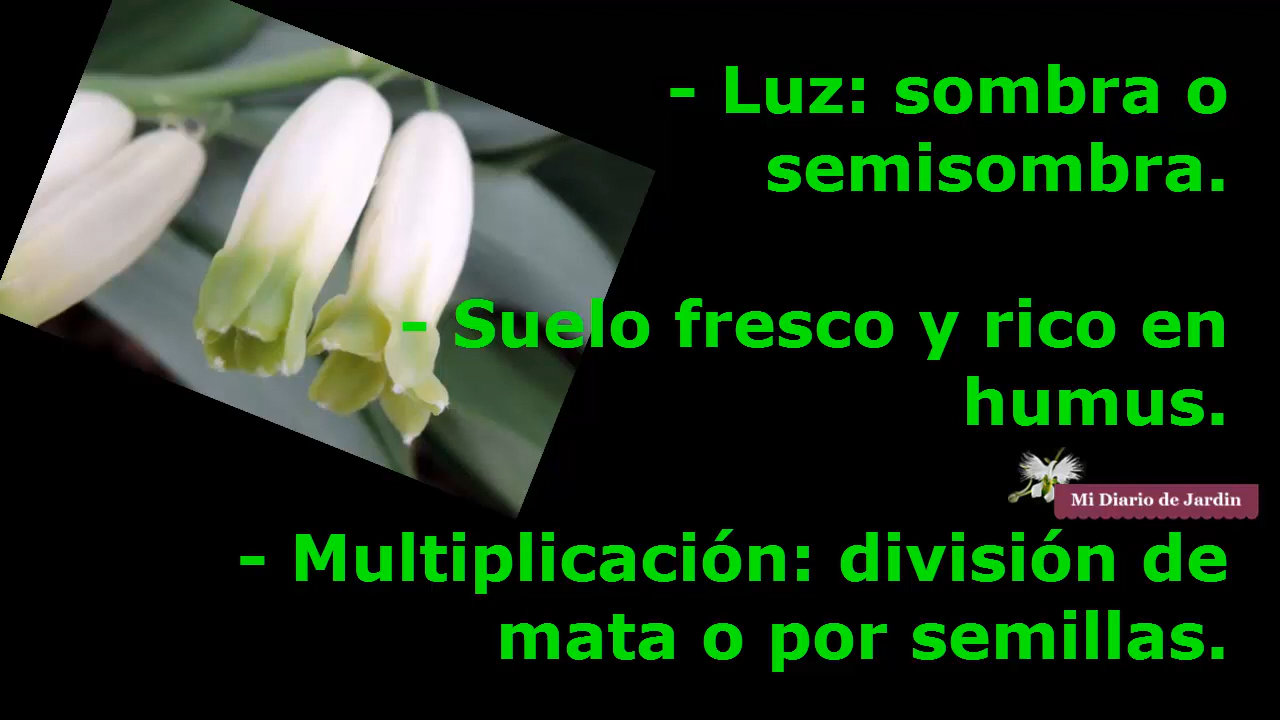 - Luz: sombra o
semisombra.
- Suelo fresco y rico en
humus.
Mi Diario de Jardin
- Multiplicación: división de
mata o por semillas.